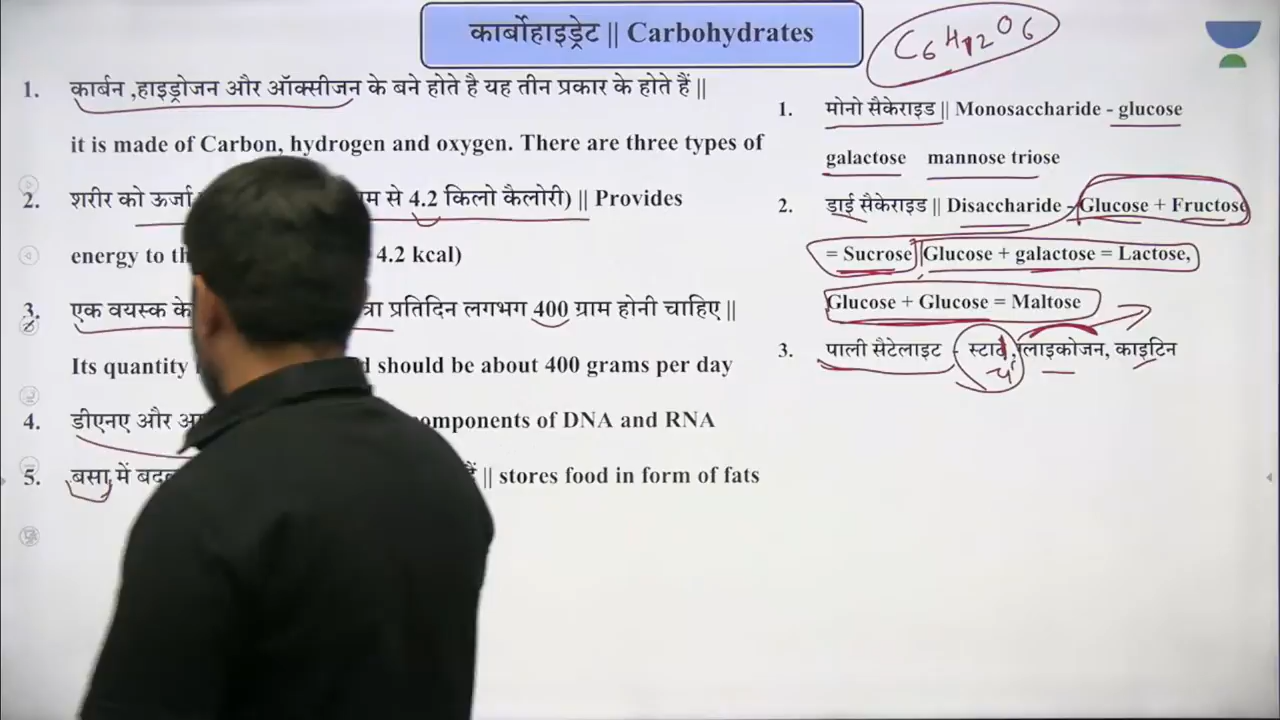 कार्बोहाइड्रेट || Carbohydrates
C6H12O6
1. कार्बन ,हाइड्रोजन और ऑक्सीजन के बने होते है यह तीन प्रकार के होते हैं ||
it is made of Carbon, hydrogen and oxygen. There are three types of
2. शरीर को ऊर्जा से 4.2 किलो कैलोरी) || Provides
energy to 4.2 kcal)
3. एक वयस्क के प्रतिदिन लगभग 400 ग्राम होनी चाहिए ||
Its quantity should be about 400 grams per day
4. डीएनए और components of DNA and RNA
5. बसा में || stores food in form of fats
1. मोनो सैकेराइड || Monosaccharide - glucose
galactose mannose triose
2. डाई सैकेराइड || Disaccharide - Glucose + Fructose
= Sucrose Glucose + galactose = Lactose,
Glucose + Glucose = Maltose
3. पाली सैटेलाइट - लाइकोजन, काइटिन